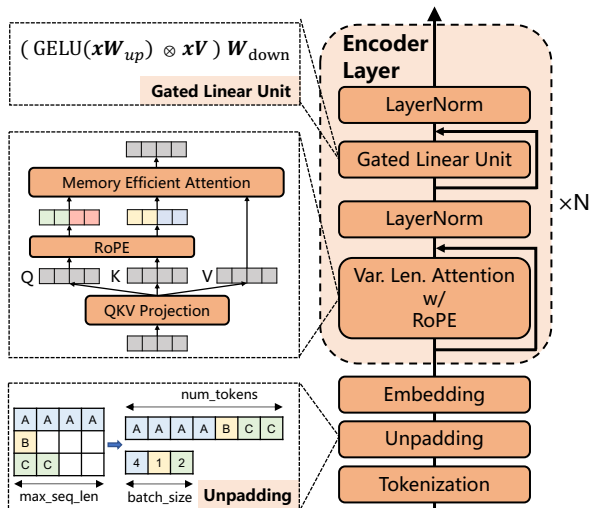 ( GELU(xW_up) ⊗ xV ) W_down
Gated Linear Unit
Memory Efficient Attention
RoPE
Q K V
QKV Projection
num_tokens
A A A A
B
C C
A A A A B C C
4 1 2
max_seq_len
batch_size
Unpadding
Encoder
Layer
LayerNorm
Gated Linear Unit
LayerNorm
×N
Var. Len. Attention
w/
RoPE
Embedding
Unpadding
Tokenization